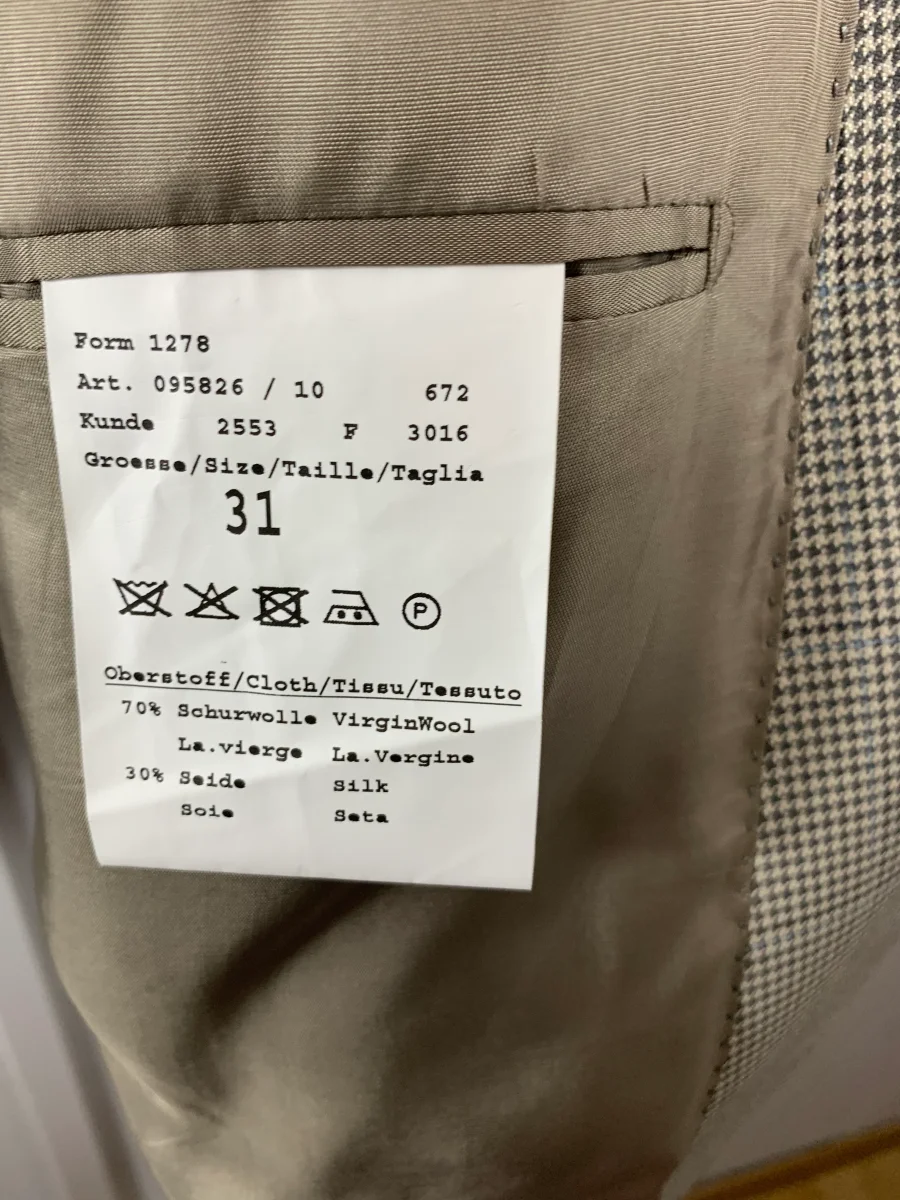 Form 1278
Art. 095826 / 10 672
Kunde 2553 F 3016
Groesse/Size/Taille/Taglia
31
P
Oberstoff/Cloth/Tissu/Tessuto
70% Schurwolle VirginWool
La.vierge La.Vergine
30% Seide Silk
Soie Seta